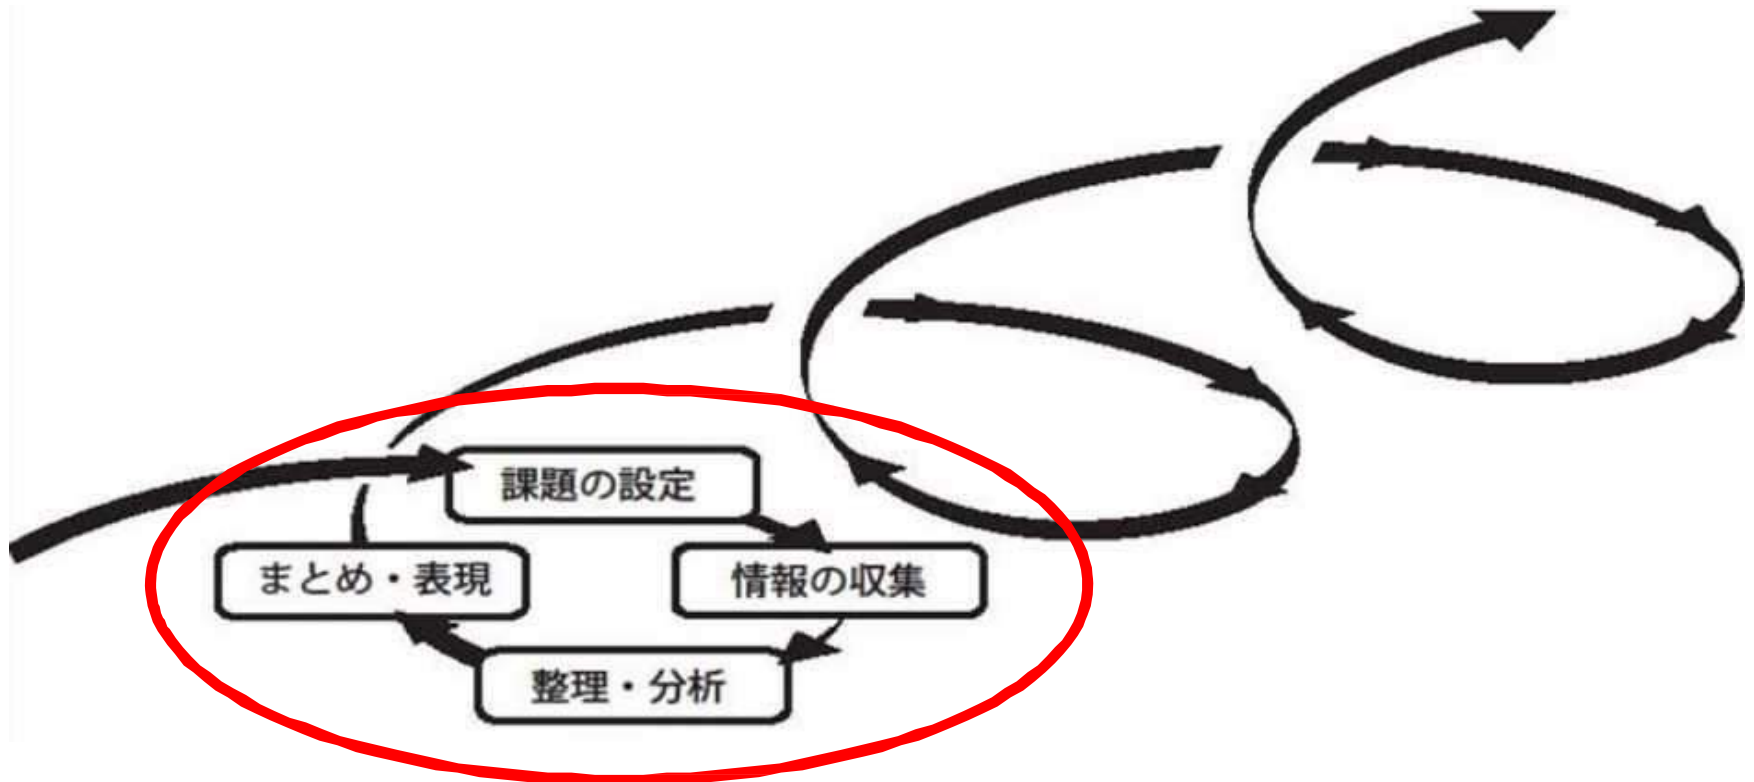 課題の設定
まとめ・表現
情報の収集
整理・分析